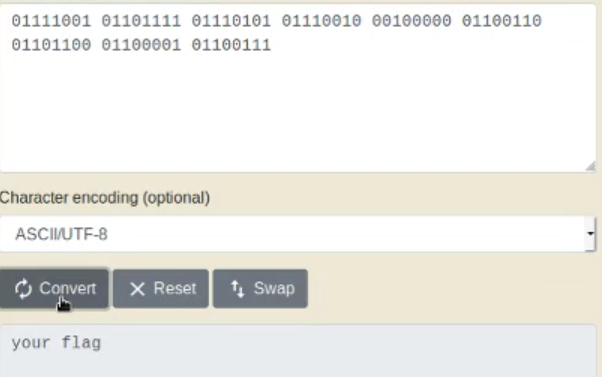 01111001 01101111 01110101 01110010 00100000 01100110
01101100 01100001 01100111
Character encoding (optional)
ASCII/UTF-8
Convert Reset Swap
your flag